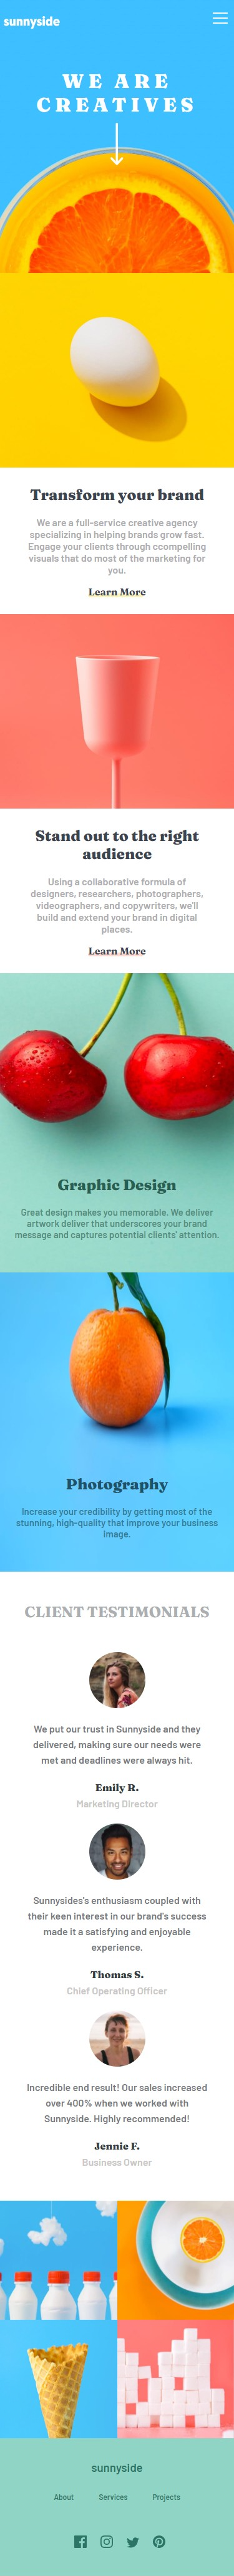 sunnyside
WE ARE
CREATIVES
Transform your brand
We are a full-service creative agency
specializing in helping brands grow fast.
Engage your clients through ccompelling
visuals that do most of the marketing for
you.
Learn More
Stand out to the right
audience
Using a collaborative formula of
designers, researchers, photographers,
videographers, and copywriters, we'll
build and extend your brand in digital
places.
Learn More
Graphic Design
Great design makes you memorable. We deliver
artwork deliver that underscores your brand
message and captures potential clients' attention.
Photography
Increase your credibility by getting most of the
stunning, high-quality that improve your business
image.
CLIENT TESTIMONIALS
We put our trust in Sunnyside and they
delivered, making sure our needs were
met and deadlines were always hit.
Emily R.
Marketing Director
Sunnysides's enthusiasm coupled with
their keen interest in our brand's success
made it a satisfying and enjoyable
experience.
Thomas S.
Chief Operating Officer
Incredible end result! Our sales increased
over 400% when we worked with
Sunnyside. Highly recommended!
Jennie F.
Business Owner
sunnyside
About Services Projects